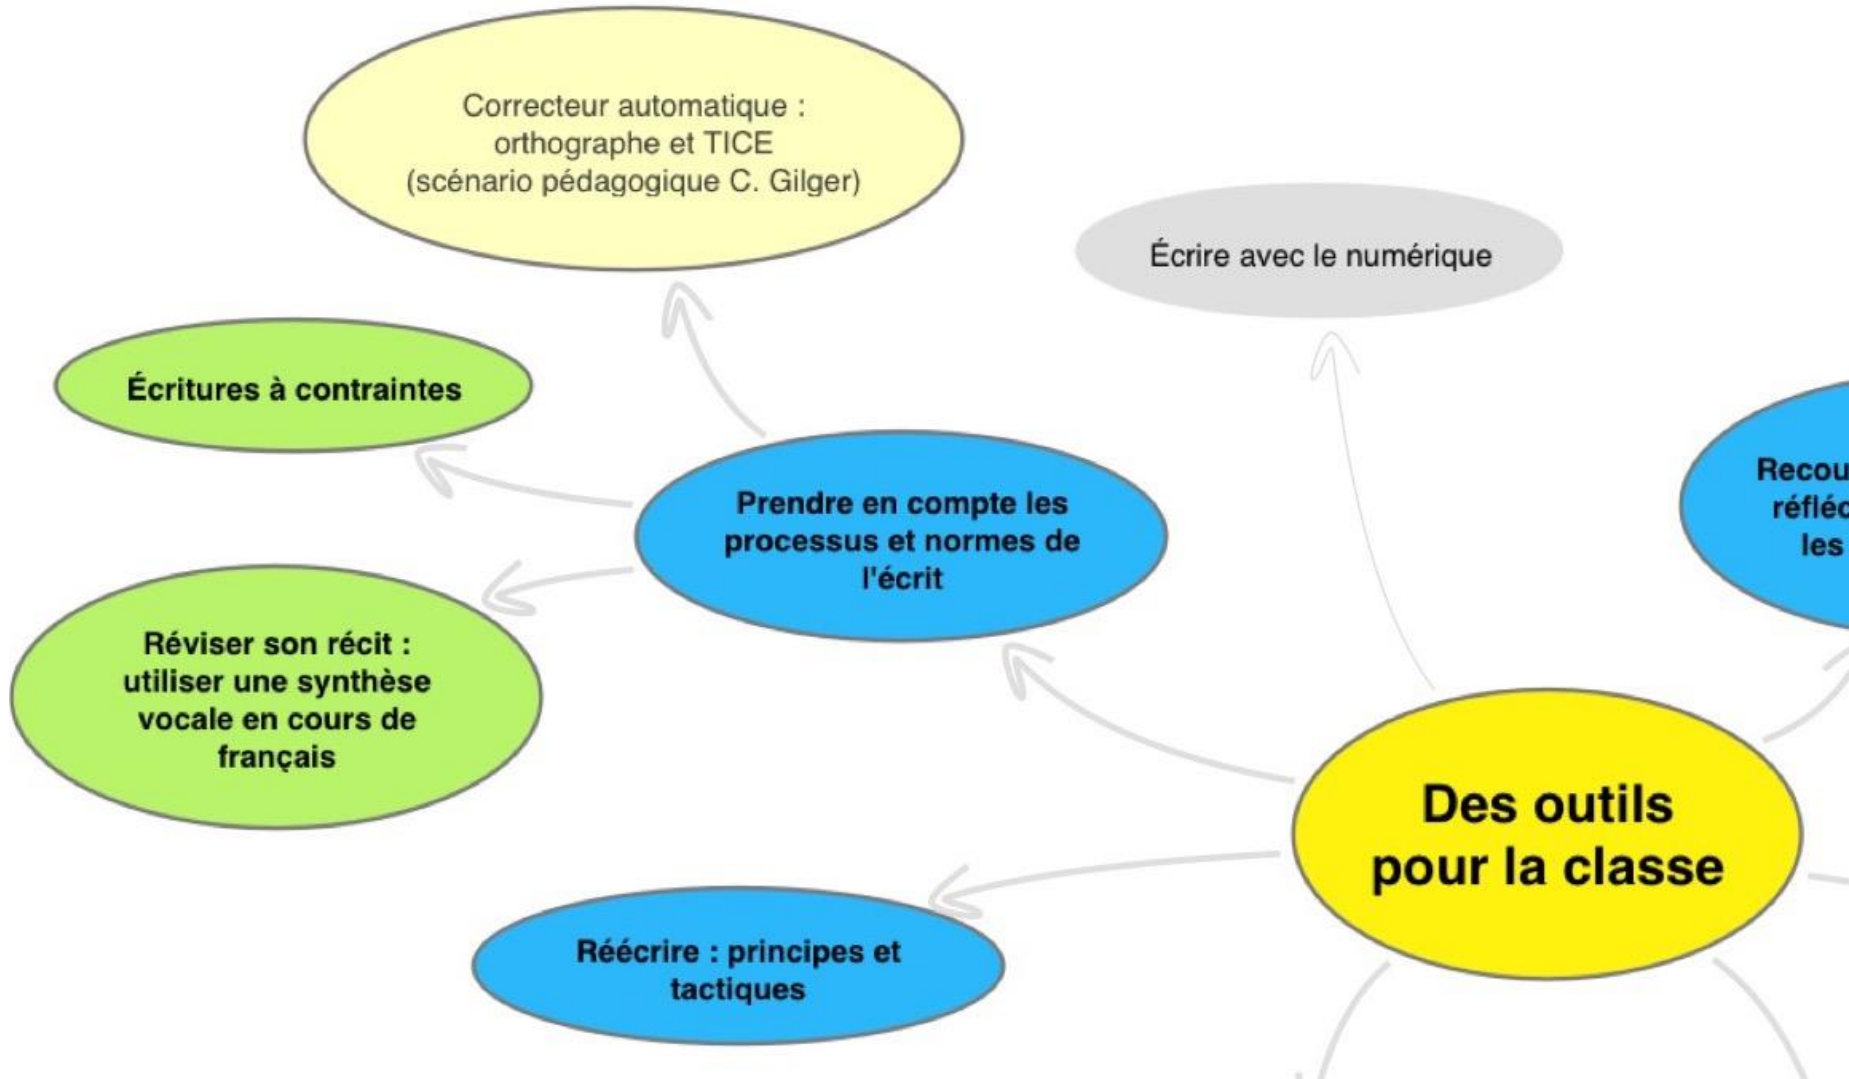 Correcteur automatique :
orthographe et TICE
(scénario pédagogique C. Gilger)
Écrire avec le numérique
Écritures à contraintes
Prendre en compte les
processus et normes de
l'écrit
Réviser son récit :
utiliser une synthèse
vocale en cours de
français
Des outils
pour la classe
Réécrire : principes et
tactiques
les